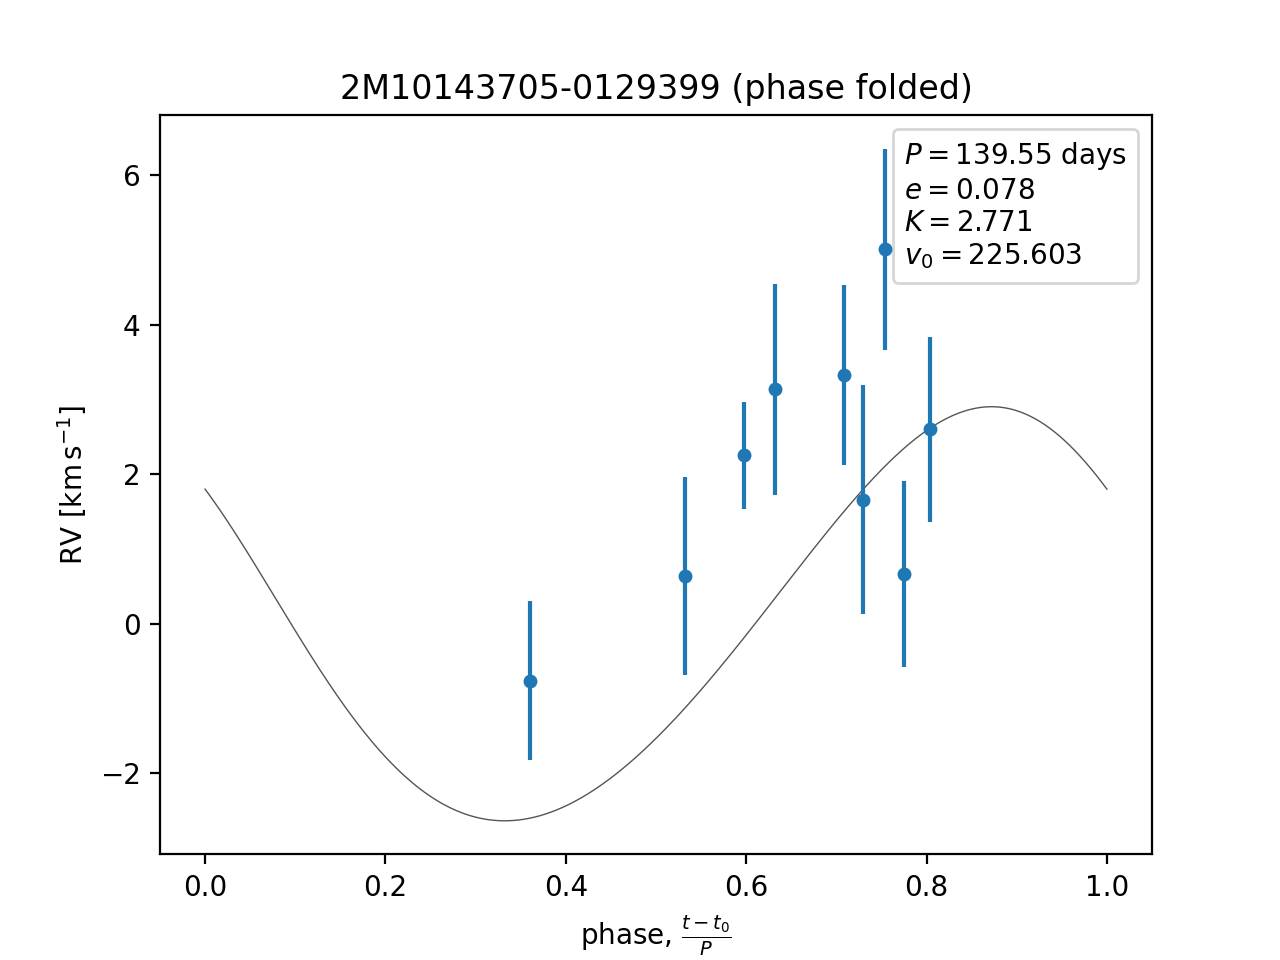 2M10143705-0129399 (phase folded)
P = 139.55 days
e = 0.078
K = 2.771
v₀ = 225.603
6
4
2
0
−2
RV [km s⁻¹]
0.0 0.2 0.4 0.6 0.8 1.0
phase, (t − t₀)/P